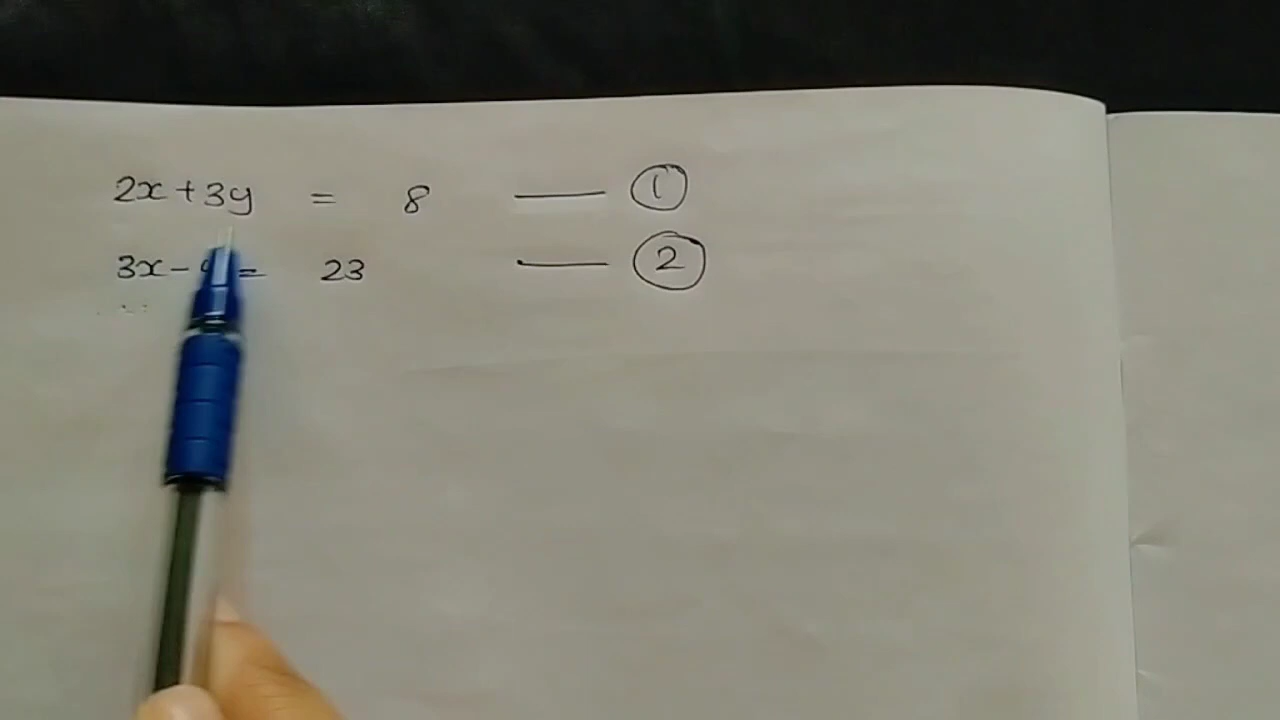 2x + 3y = 8 —— ①
3x - = 23 —— ②